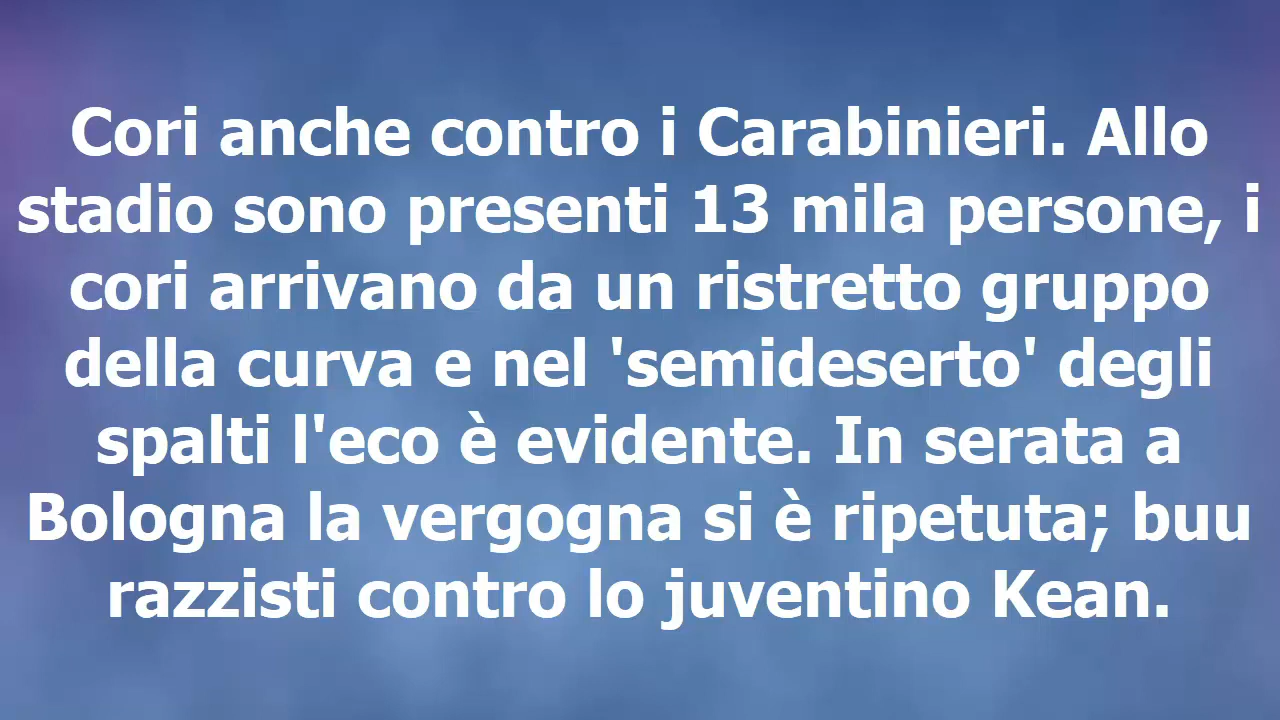 Cori anche contro i Carabinieri. Allo
stadio sono presenti 13 mila persone, i
cori arrivano da un ristretto gruppo
della curva e nel 'semideserto' degli
spalti l'eco è evidente. In serata a
Bologna la vergogna si è ripetuta; buu
razzisti contro lo juventino Kean.